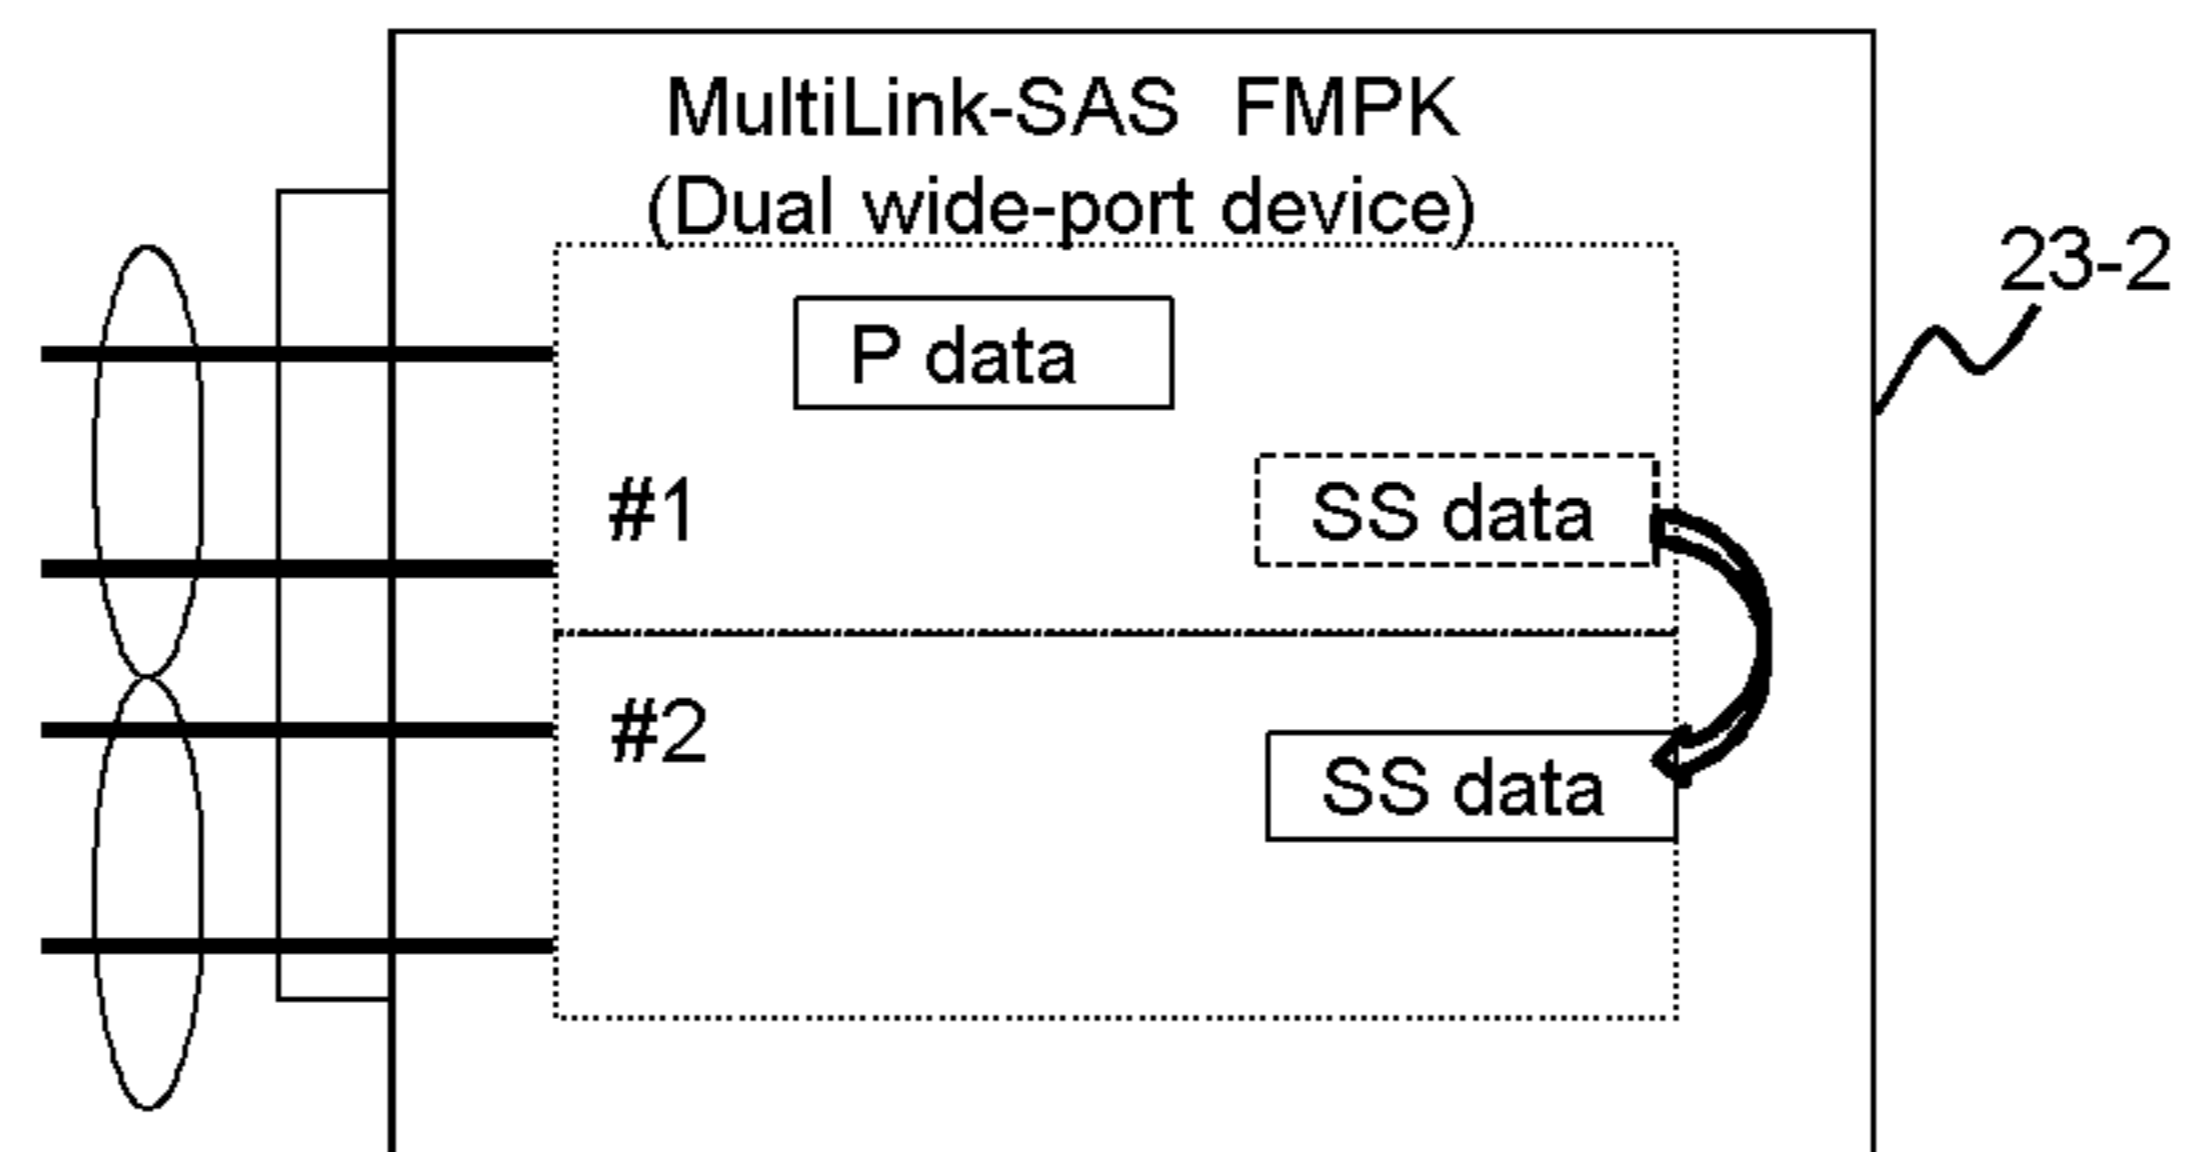 MultiLink-SAS FMPK
(Dual wide-port device)
23-2
P data
#1
SS data
#2
SS data